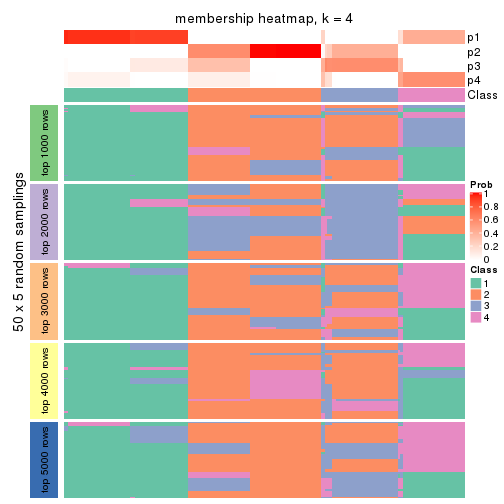 membership heatmap, k = 4
p1
p2
p3
p4
Class
50 x 5 random samplings
top 1000 rows
top 2000 rows
top 3000 rows
top 4000 rows
top 5000 rows
Prob
1
0.8
0.6
0.4
0.2
0
Class
1
2
3
4